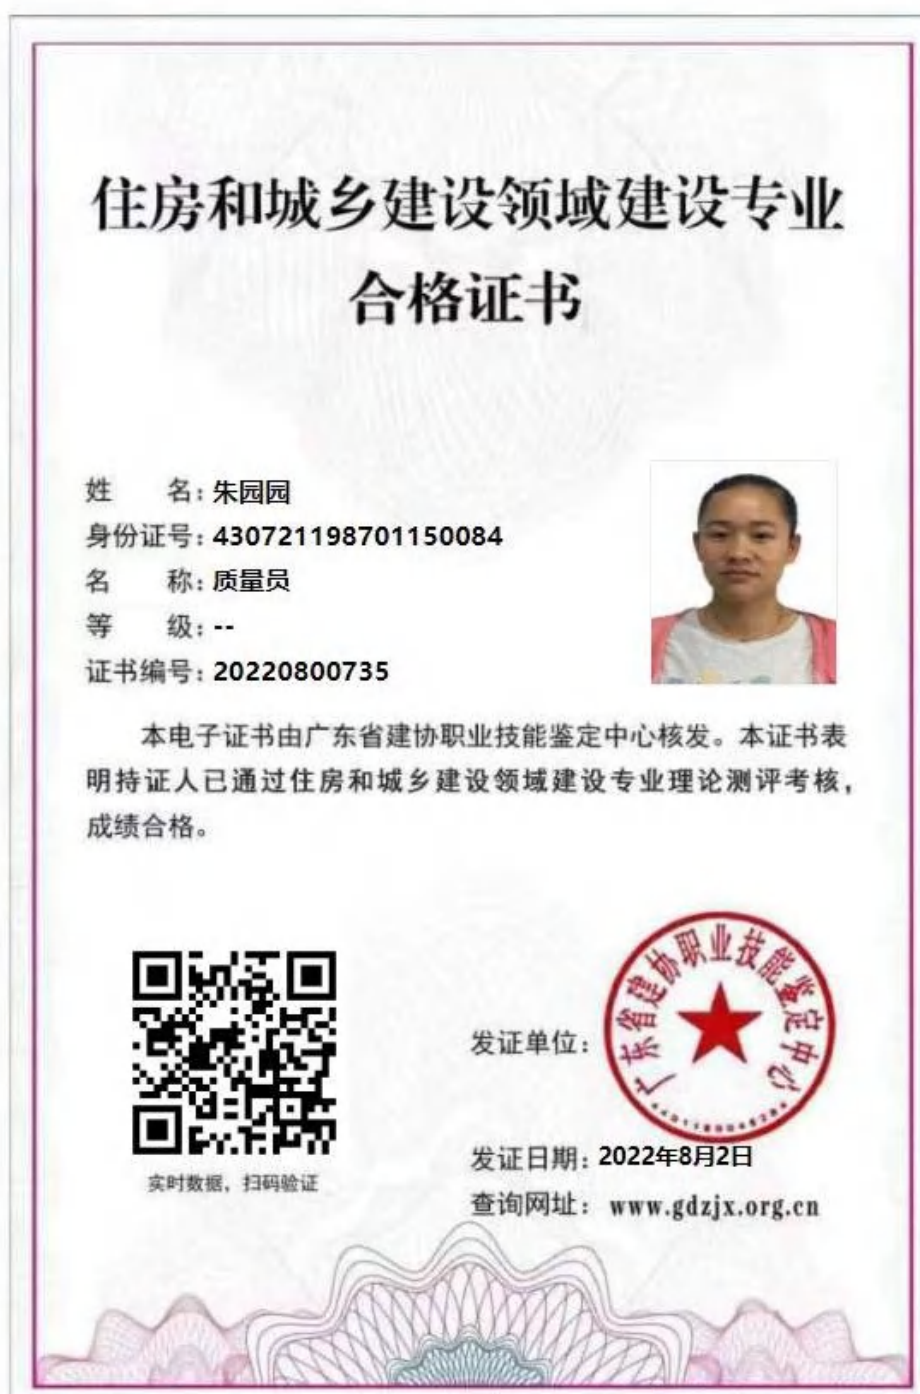 住房和城乡建设领域建设专业
合格证书
姓 名：朱园园
身份证号：430721198701150084
名 称：质量员
等 级：--
证书编号：20220800735
本电子证书由广东省建协职业技能鉴定中心核发。本证书表
明持证人已通过住房和城乡建设领域建设专业理论测评考核，
成绩合格。
广东省建协职业技能鉴定中心
发证单位：
实时数据，扫码验证
发证日期：2022年8月2日
查询网址：www.gdzjx.org.cn